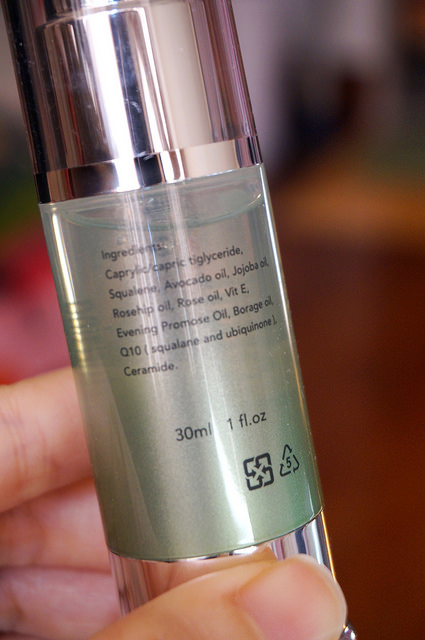 Ingredients:
Caprylic/capric tiglyceride,
Squalene, Avocado oil, Jojoba oil,
Rosehip oil, Rose oil, Vit E,
Evening Promose Oil, Borage oil,
Q10 ( squalane and ubiquinone ),
Ceramide.
30ml 1 fl.oz
5